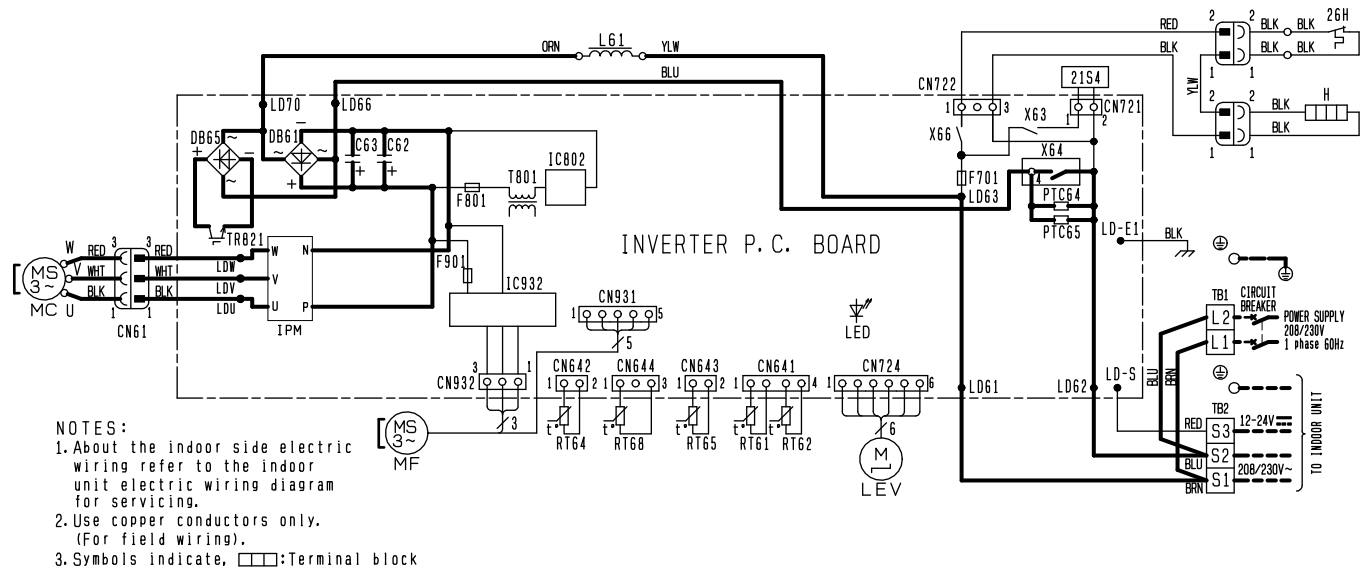 RED
2
2
BLK
BLK
26H
ORN
L61
YLW
BLK
BLK
BLK
BLU
1
1
21S4
YLW
CN722
LD70
LD66
1
3
X63
CN721
1
2
2
2
BLK
H
DB65
~
DB61
-
X66
BLK
+
-
~
~
C63
C62
+
+
X64
1
1
~
+
IC802
F701
4
T801
LD63
PTC64
F801
PTC65
LD-E1
BLK
TR821
INVERTER P. C. BOARD
W
RED
3
3
RED
W
N
F901
V
WHT
WHT
LDW
V
IC932
MS
3~
LDV
CN931
TB1
CIRCUIT
BREAKER
MC
U
BLK
1
1
BLK
LDU
U
P
1
5
L2
POWER SUPPLY
208/230V
1 phase 60Hz
CN61
IPM
LED
L1
5
3
1
CN642
CN644
CN643
CN641
CN724
LD-S
CN932
1
2
1
3
1
2
1
4
1
6
LD61
LD62
BLU
BRN
TB2
TO INDOOR UNIT
NOTES:
MS
3~
3
t°
t°
t°
t°
t°
6
RED
S3
12-24V
1. About the indoor side electric
wiring refer to the indoor
unit electric wiring diagram
for servicing.
MF
RT64
RT68
RT65
RT61
RT62
M
S2
BLU
208/230V~
LEV
BRN
S1
2. Use copper conductors only.
(For field wiring).
3. Symbols indicate, :Terminal block